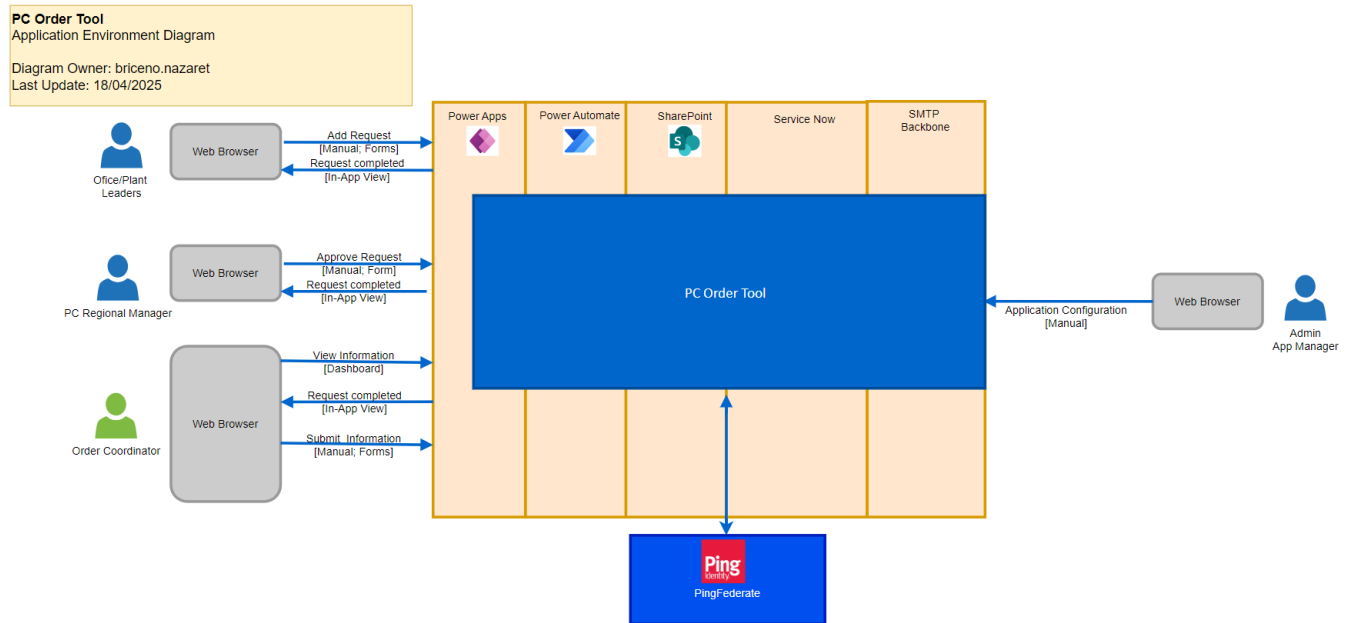 PC Order Tool
Application Environment Diagram
Diagram Owner: briceno.nazaret
Last Update: 18/04/2025
Power Apps
Power Automate
SharePoint
S
Service Now
SMTP
Backbone
Ofice/Plant
Leaders
Web Browser
Add Request
[Manual; Forms]
Request completed
[In-App View]
PC Regional Manager
Web Browser
Approve Request
[Manual; Form]
Request completed
[In-App View]
Order Coordinator
Web Browser
View Information
[Dashboard]
Request completed
[In-App View]
Submit Information
[Manual; Forms]
PC Order Tool
Application Configuration
[Manual]
Web Browser
Admin
App Manager
Ping
Identity
PingFederate